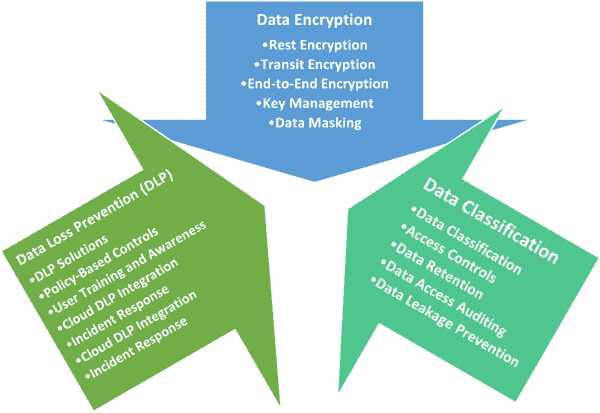 Data Encryption
•Rest Encryption
•Transit Encryption
•End-to-End Encryption
•Key Management
•Data Masking
Data Loss Prevention (DLP)
•DLP Solutions
•Policy-Based Controls
•User Training and Awareness
•Cloud DLP Integration
•Incident Response
•Cloud DLP Integration
•Incident Response
Data Classification
•Data Classification
•Access Controls
•Data Retention
•Data Access Auditing
•Data Leakage Prevention